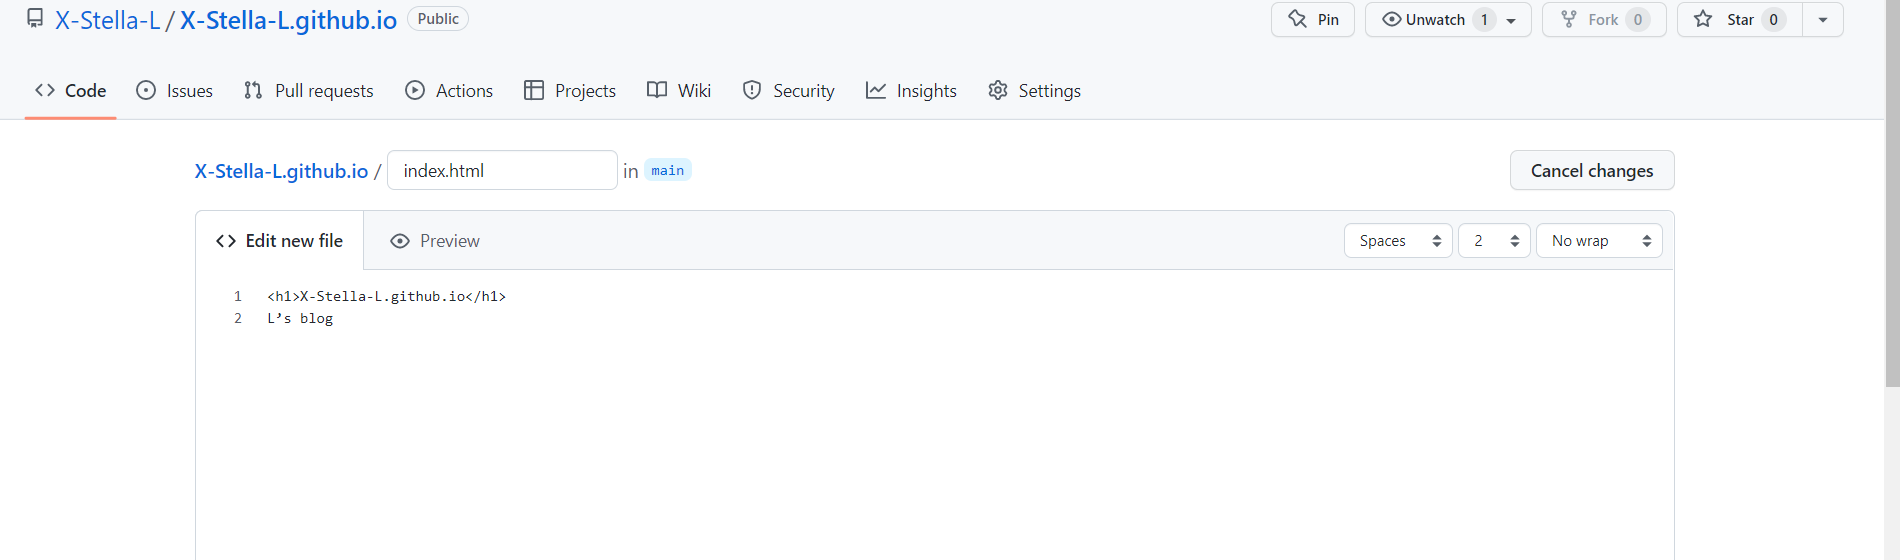 X-Stella-L / X-Stella-L.github.io Public Pin Unwatch 1 Fork 0 Star 0
Code Issues Pull requests Actions Projects Wiki Security Insights Settings
X-Stella-L.github.io / index.html in main Cancel changes
Edit new file Preview Spaces 2 No wrap
1 <h1>X-Stella-L.github.io</h1>
2 L’s blog